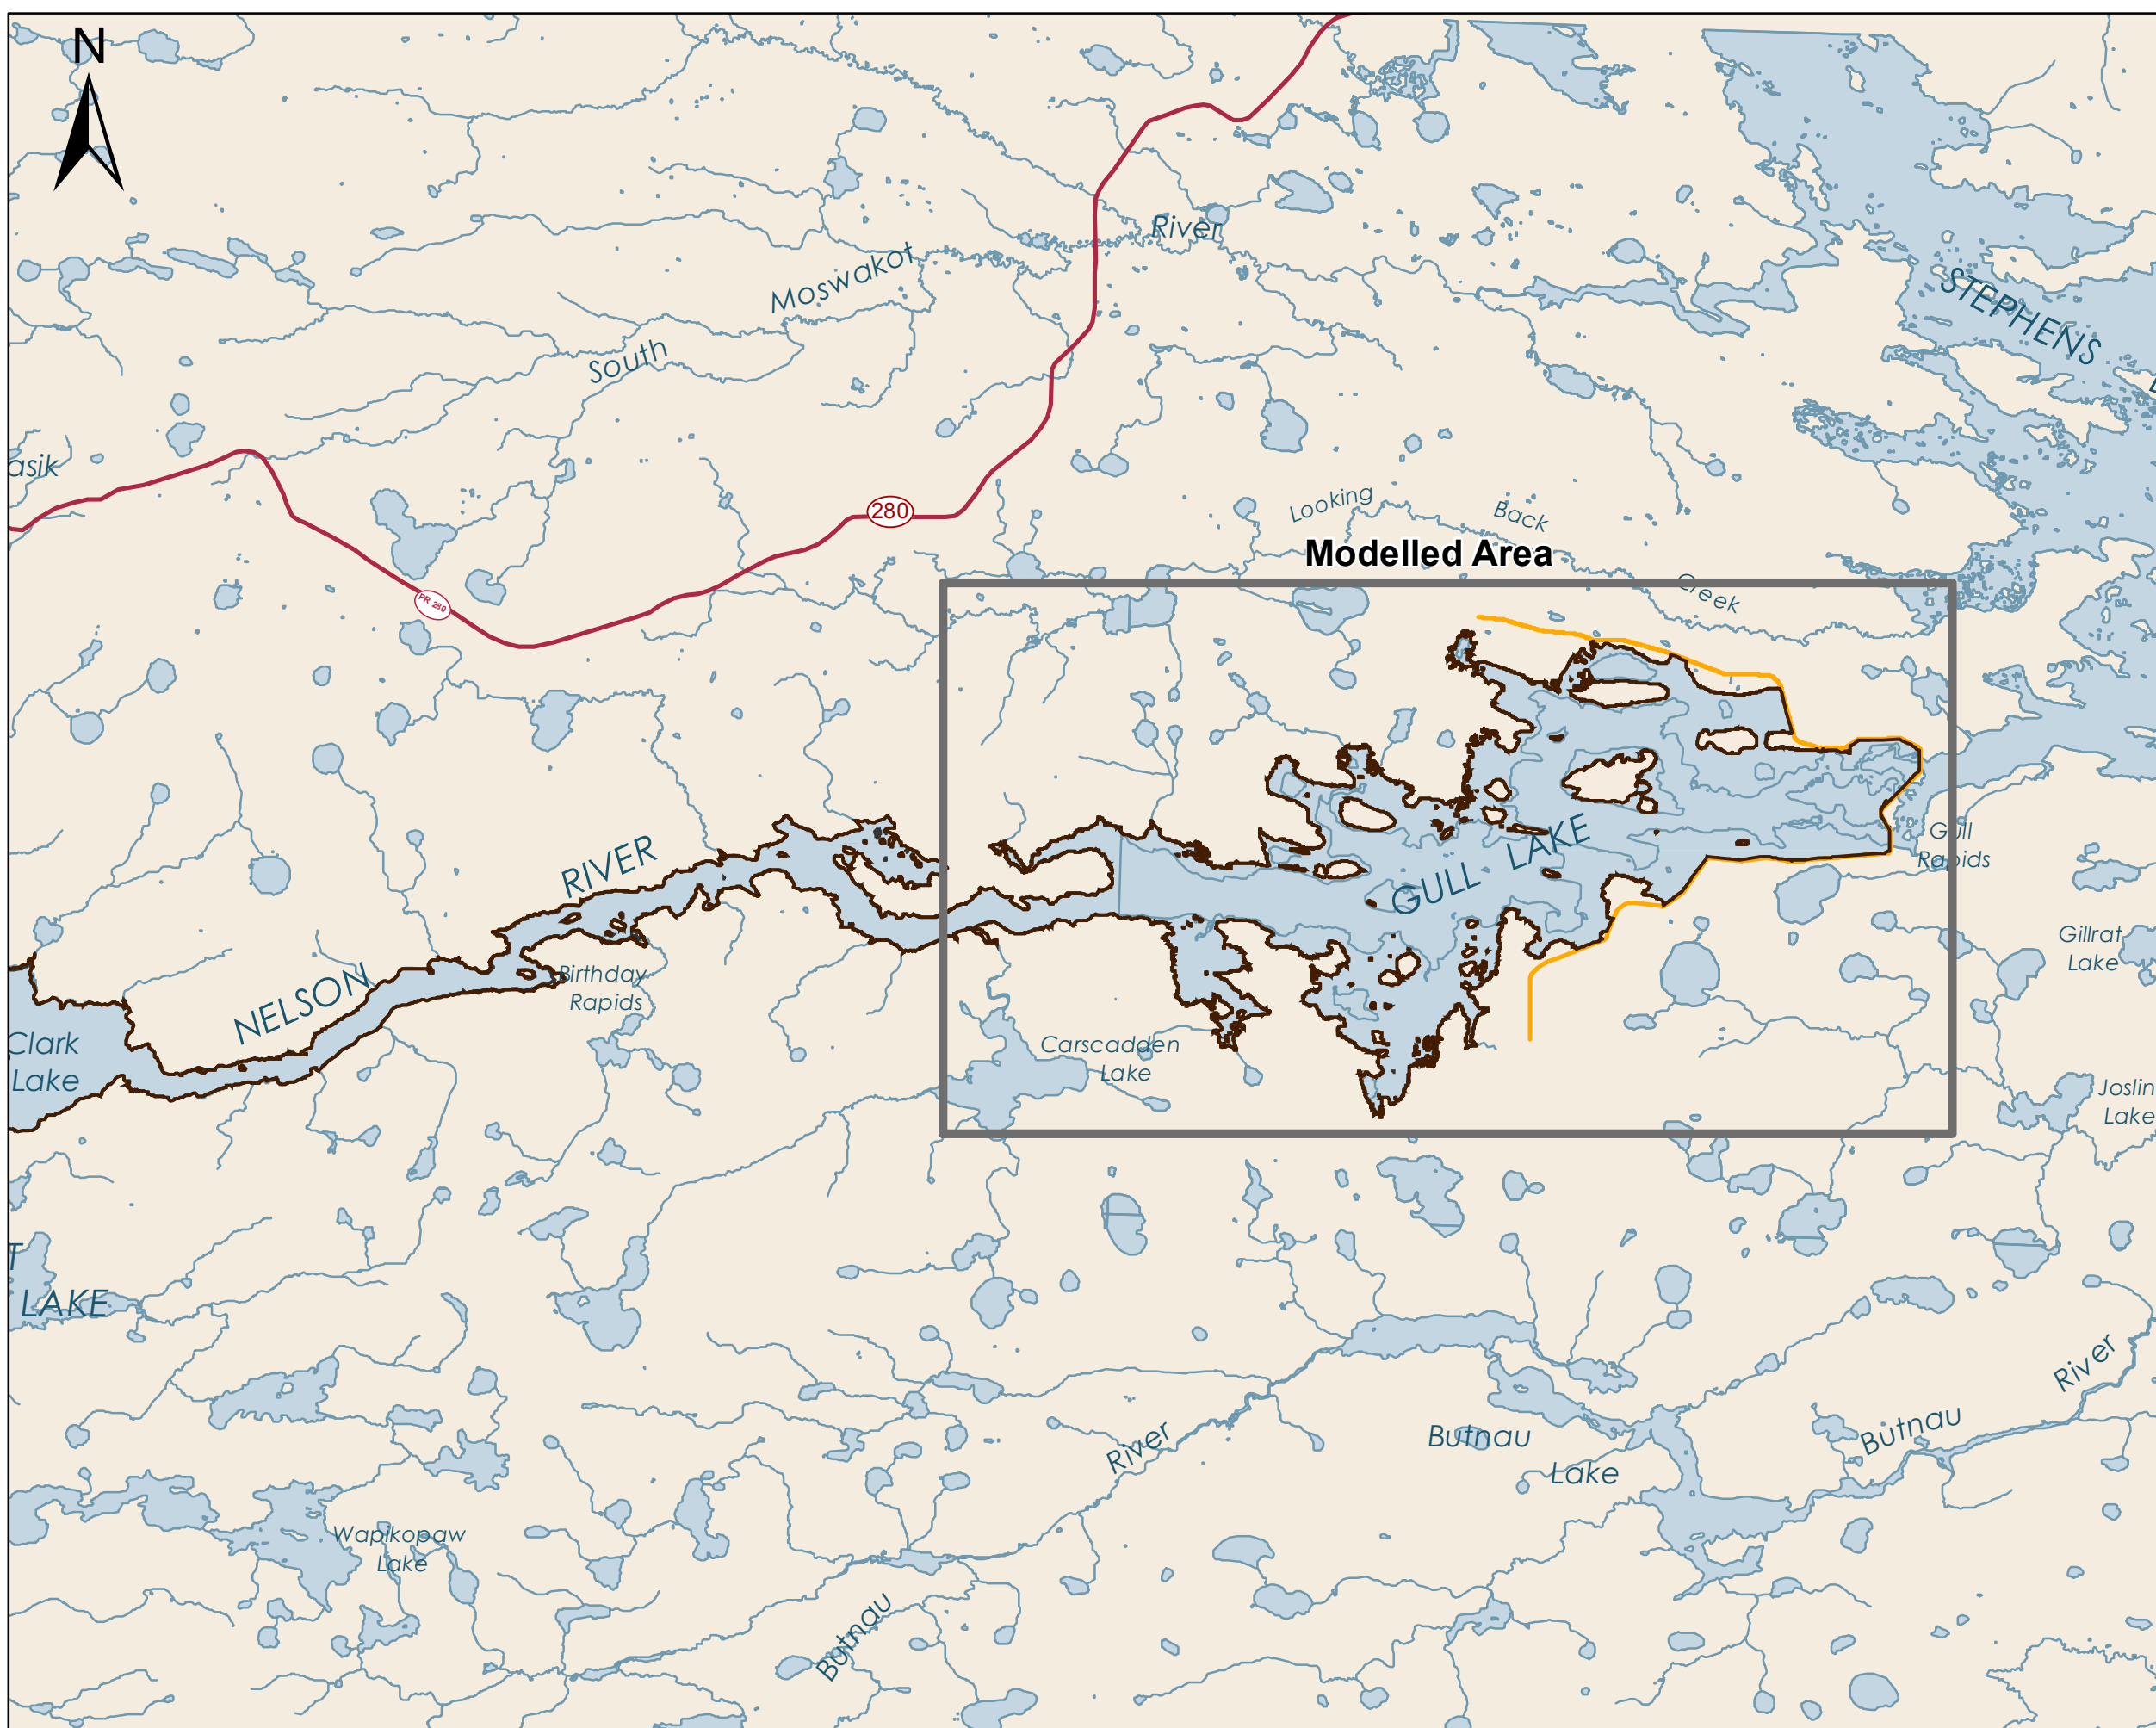 N
River
Moswakot
South
STEPHENS
asik
280
PR 280
Looking
Back
Creek
Modelled Area
GULL LAKE
Gull
Rapids
RIVER
NELSON
Birthday
Rapids
Clark
Lake
Carscadden
Lake
Gillrat
Lake
Joslin
Lake
T
LAKE
River
Butnau
Butnau
Lake
River
Wapikopaw
Lake
Butnau